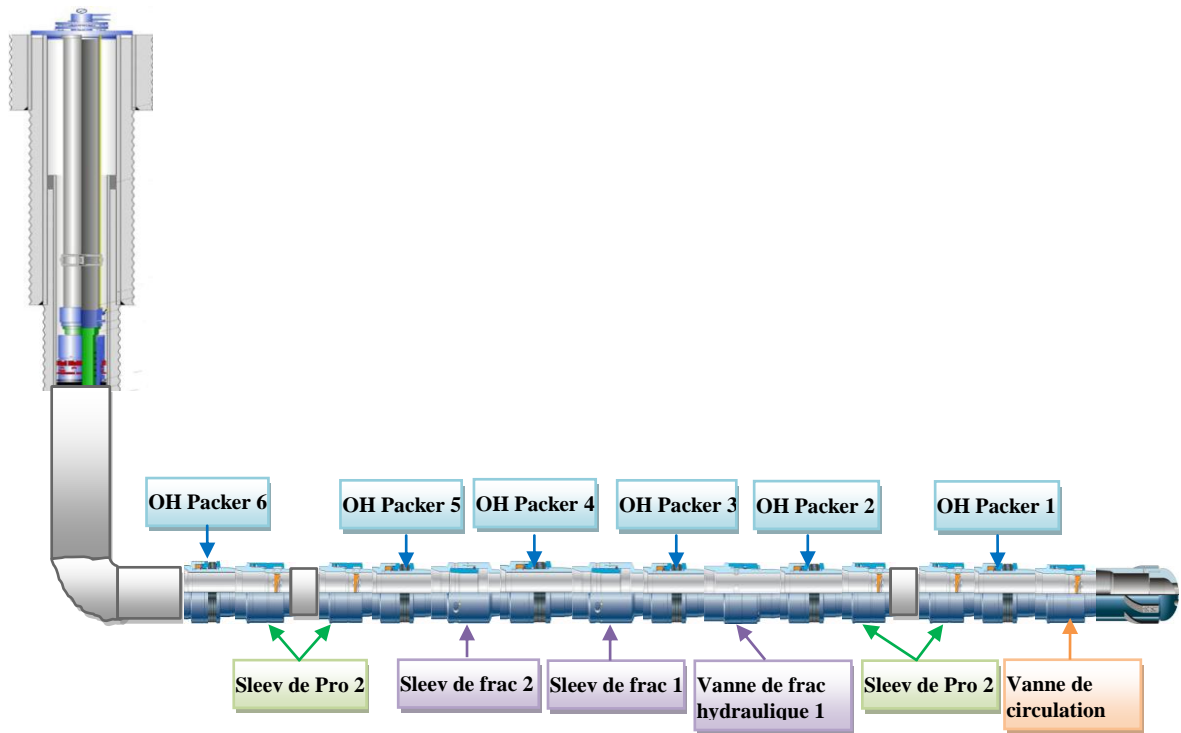 OH Packer 6
OH Packer 5
OH Packer 4
OH Packer 3
OH Packer 2
OH Packer 1
Sleev de Pro 2
Sleev de frac 2
Sleev de frac 1
Vanne de frac
hydraulique 1
Sleev de Pro 2
Vanne de
circulation